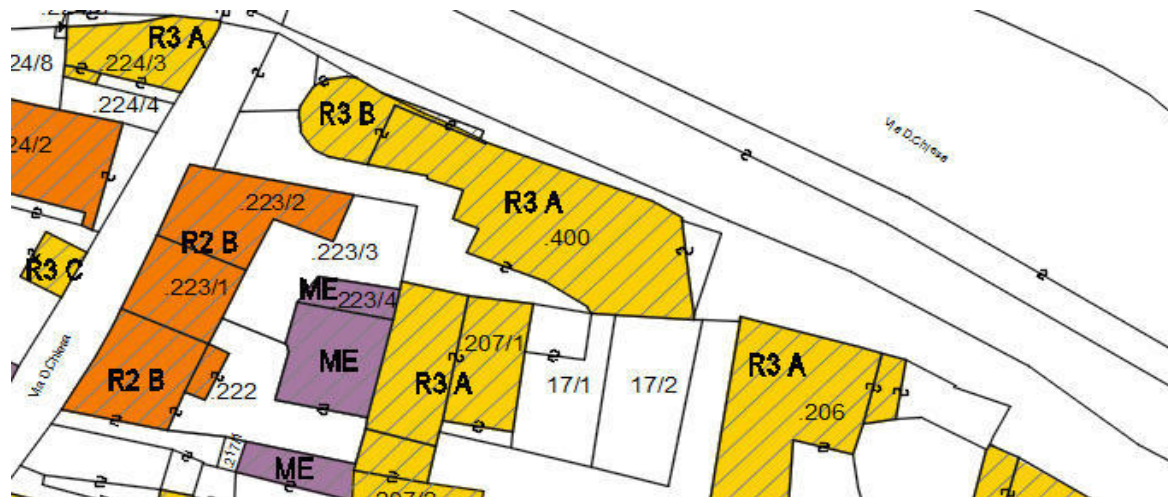 R3 A
.224/3
24/8
.224/4
R3 B
Via D.Chiesa
24/2
R3 A
.223/2
.400
R2 B
.223/3
R3 C
.223/1
ME
223/4
207/1
Via D.Chiesa
ME
R3 A
R3 A
R2 B
.222
17/1
17/2
.206
.217/1
ME